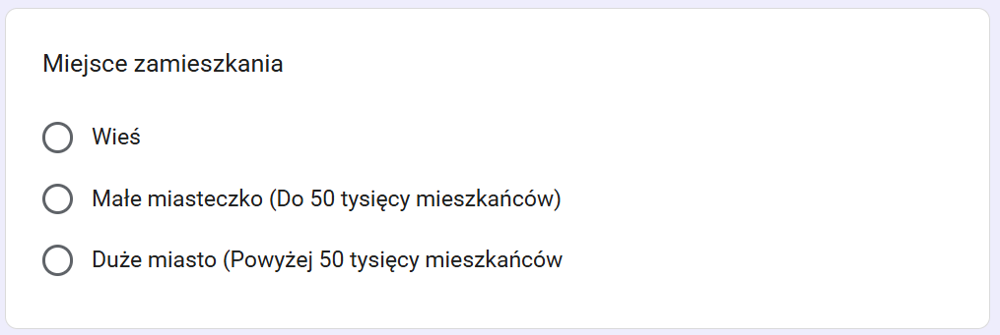 Miejsce zamieszkania
Wieś
Małe miasteczko (Do 50 tysięcy mieszkańców)
Duże miasto (Powyżej 50 tysięcy mieszkańców